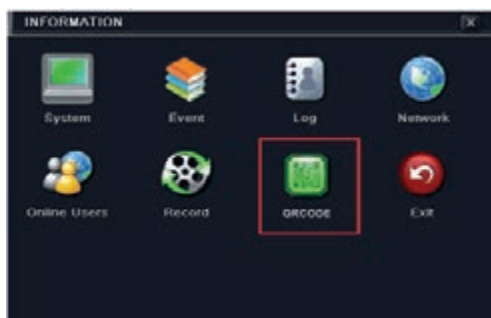 INFORMATION
System Event Log Network
Online Users Record QRCODE Exit